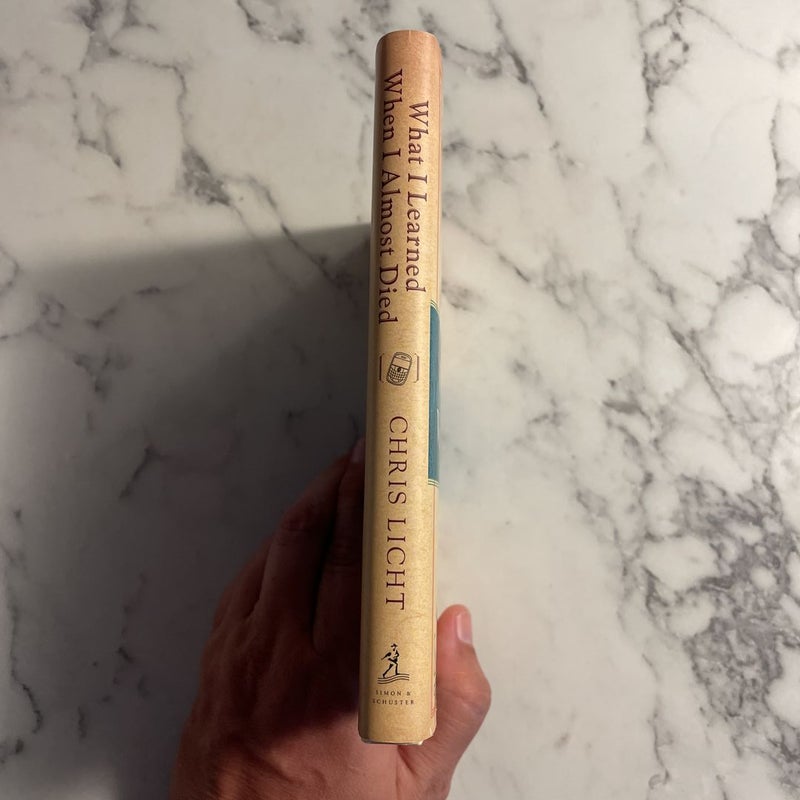 What I Learned
When I Almost Died
CHRIS LICHT
SIMON &
SCHUSTER